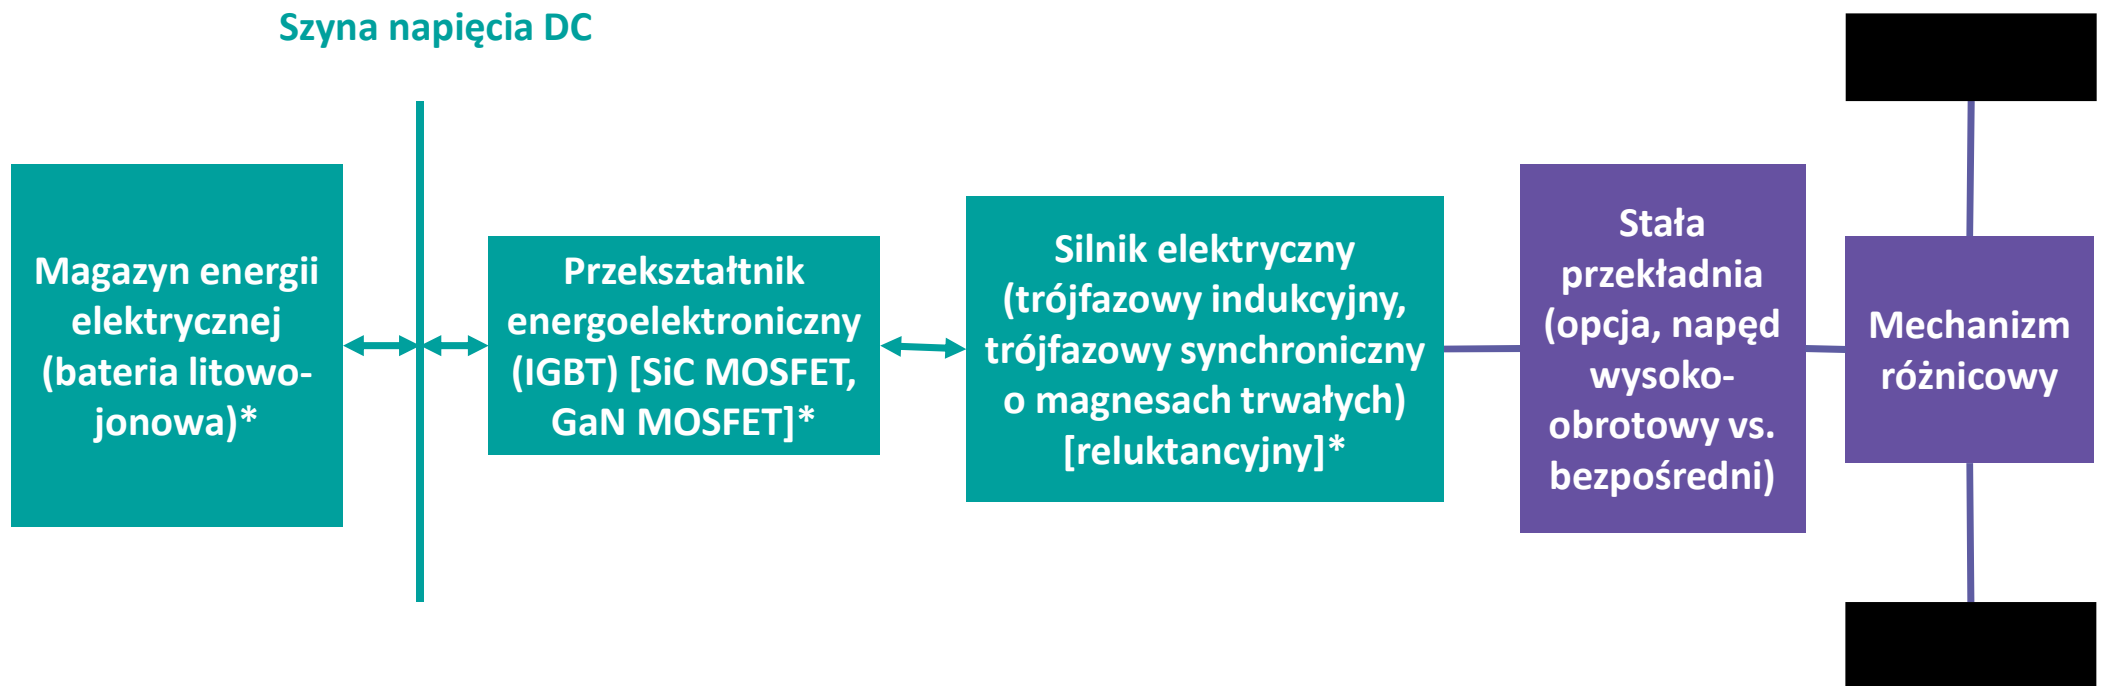 Szyna napięcia DC
Magazyn energii
elektrycznej
(bateria litowo-
jonowa)*
Przekształtnik
energoelektroniczny
(IGBT) [SiC MOSFET,
GaN MOSFET]*
Silnik elektryczny
(trójfazowy indukcyjny,
trójfazowy synchroniczny
o magnesach trwałych)
[reluktancyjny]*
Stała
przekładnia
(opcja, napęd
wysoko-
obrotowy vs.
bezpośredni)
Mechanizm
różnicowy